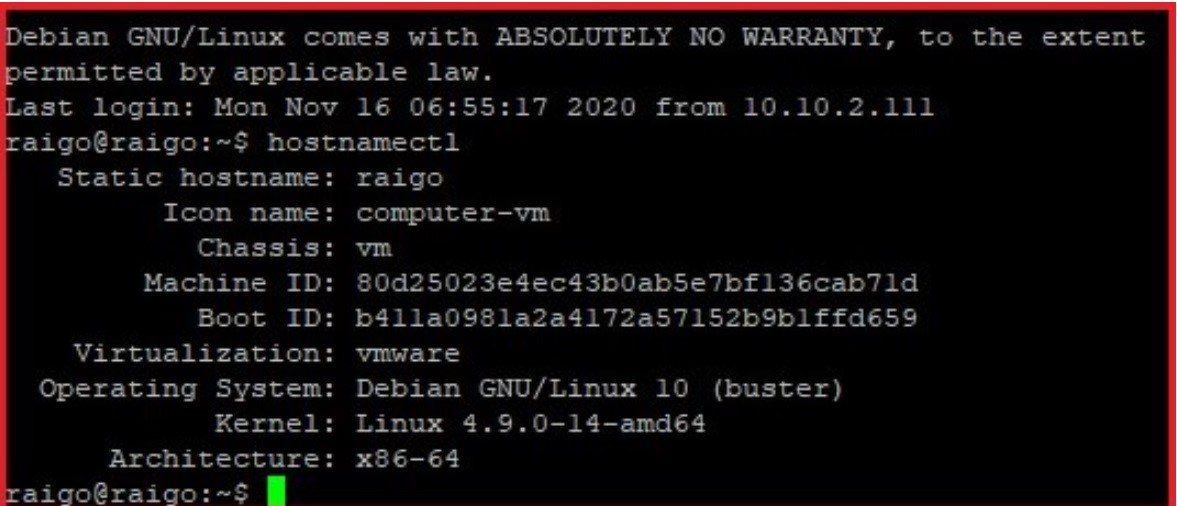 Debian GNU/Linux comes with ABSOLUTELY NO WARRANTY, to the extent
permitted by applicable law.
Last login: Mon Nov 16 06:55:17 2020 from 10.10.2.111
raigo@raigo:~$ hostnamectl
Static hostname: raigo
Icon name: computer-vm
Chassis: vm
Machine ID: 80d25023e4ec43b0ab5e7bf136cab71d
Boot ID: b411a0981a2a4172a57152b9b1ffd659
Virtualization: vmware
Operating System: Debian GNU/Linux 10 (buster)
Kernel: Linux 4.9.0-14-amd64
Architecture: x86-64
raigo@raigo:~$